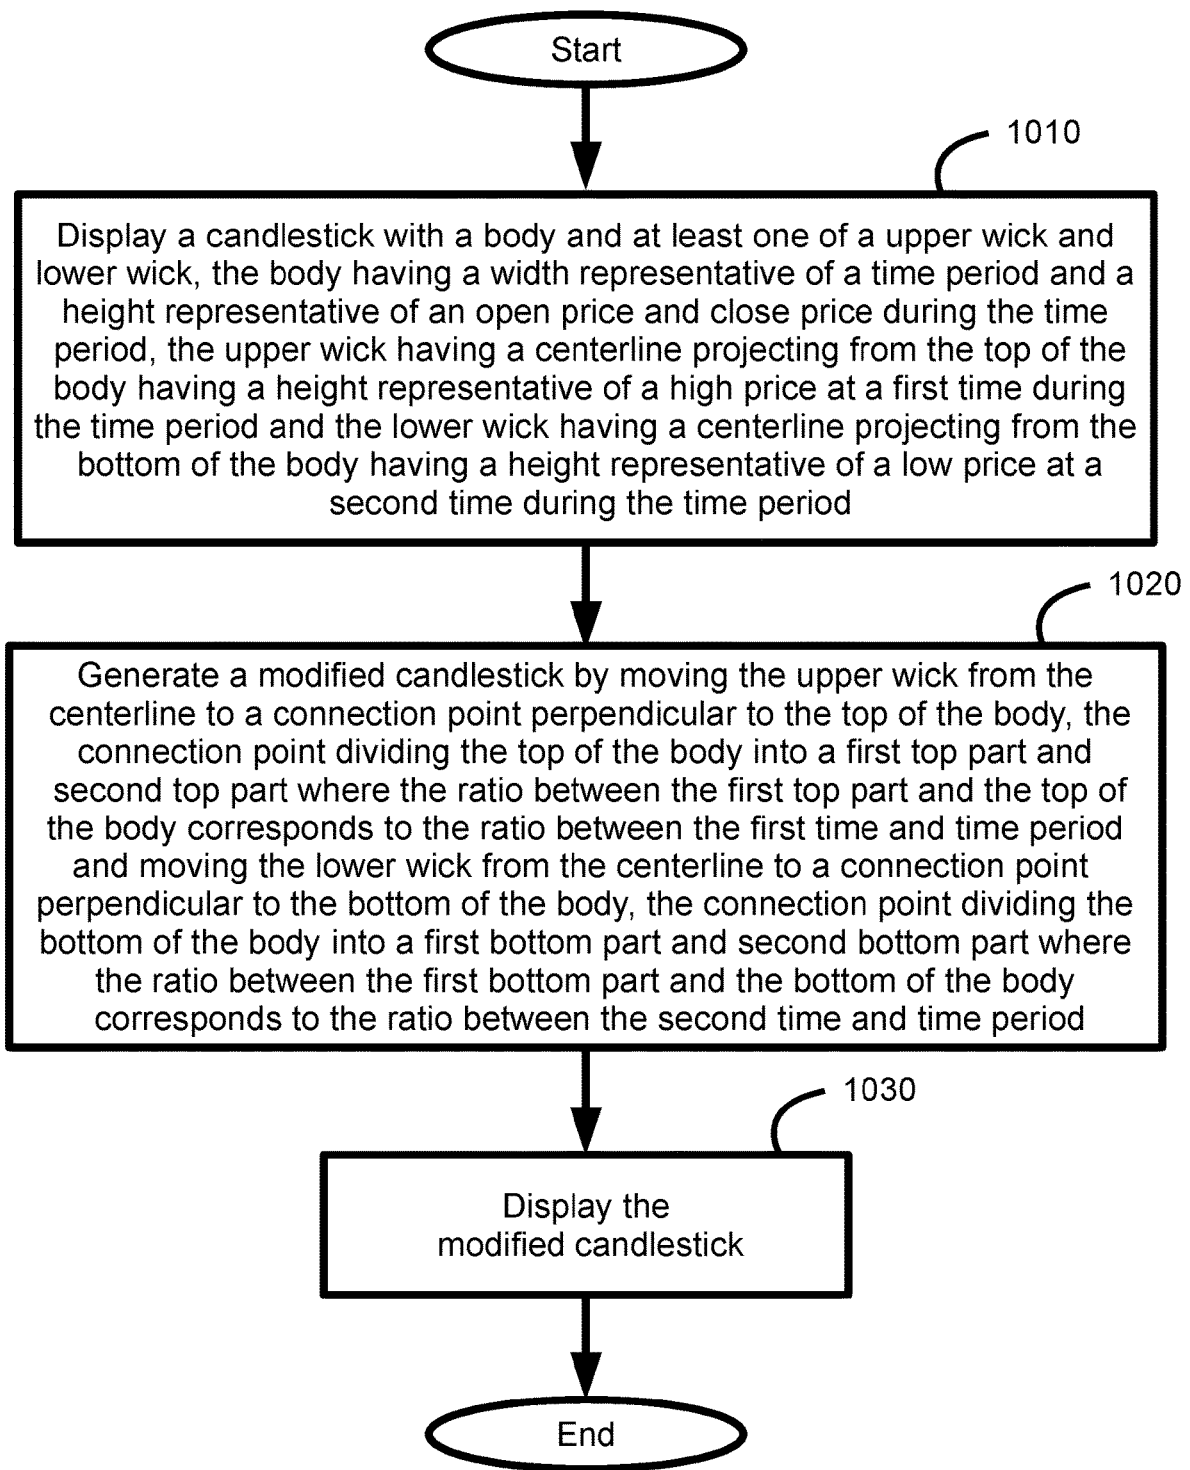 Start
1010
Display a candlestick with a body and at least one of a upper wick and
lower wick, the body having a width representative of a time period and a
height representative of an open price and close price during the time
period, the upper wick having a centerline projecting from the top of the
body having a height representative of a high price at a first time during
the time period and the lower wick having a centerline projecting from the
bottom of the body having a height representative of a low price at a
second time during the time period
1020
Generate a modified candlestick by moving the upper wick from the
centerline to a connection point perpendicular to the top of the body, the
connection point dividing the top of the body into a first top part and
second top part where the ratio between the first top part and the top of
the body corresponds to the ratio between the first time and time period
and moving the lower wick from the centerline to a connection point
perpendicular to the bottom of the body, the connection point dividing the
bottom of the body into a first bottom part and second bottom part where
the ratio between the first bottom part and the bottom of the body
corresponds to the ratio between the second time and time period
1030
Display the
modified candlestick
End